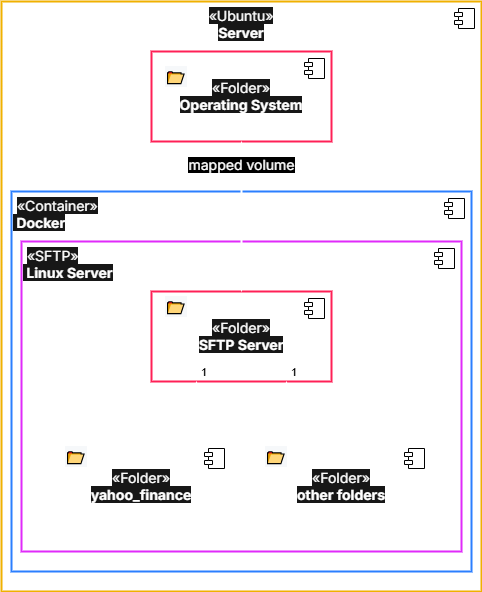 «Ubuntu»
Server
«Folder»
Operating System
mapped volume
«Container»
Docker
«SFTP»
Linux Server
«Folder»
SFTP Server
1 1
«Folder» «Folder»
yahoo_finance other folders